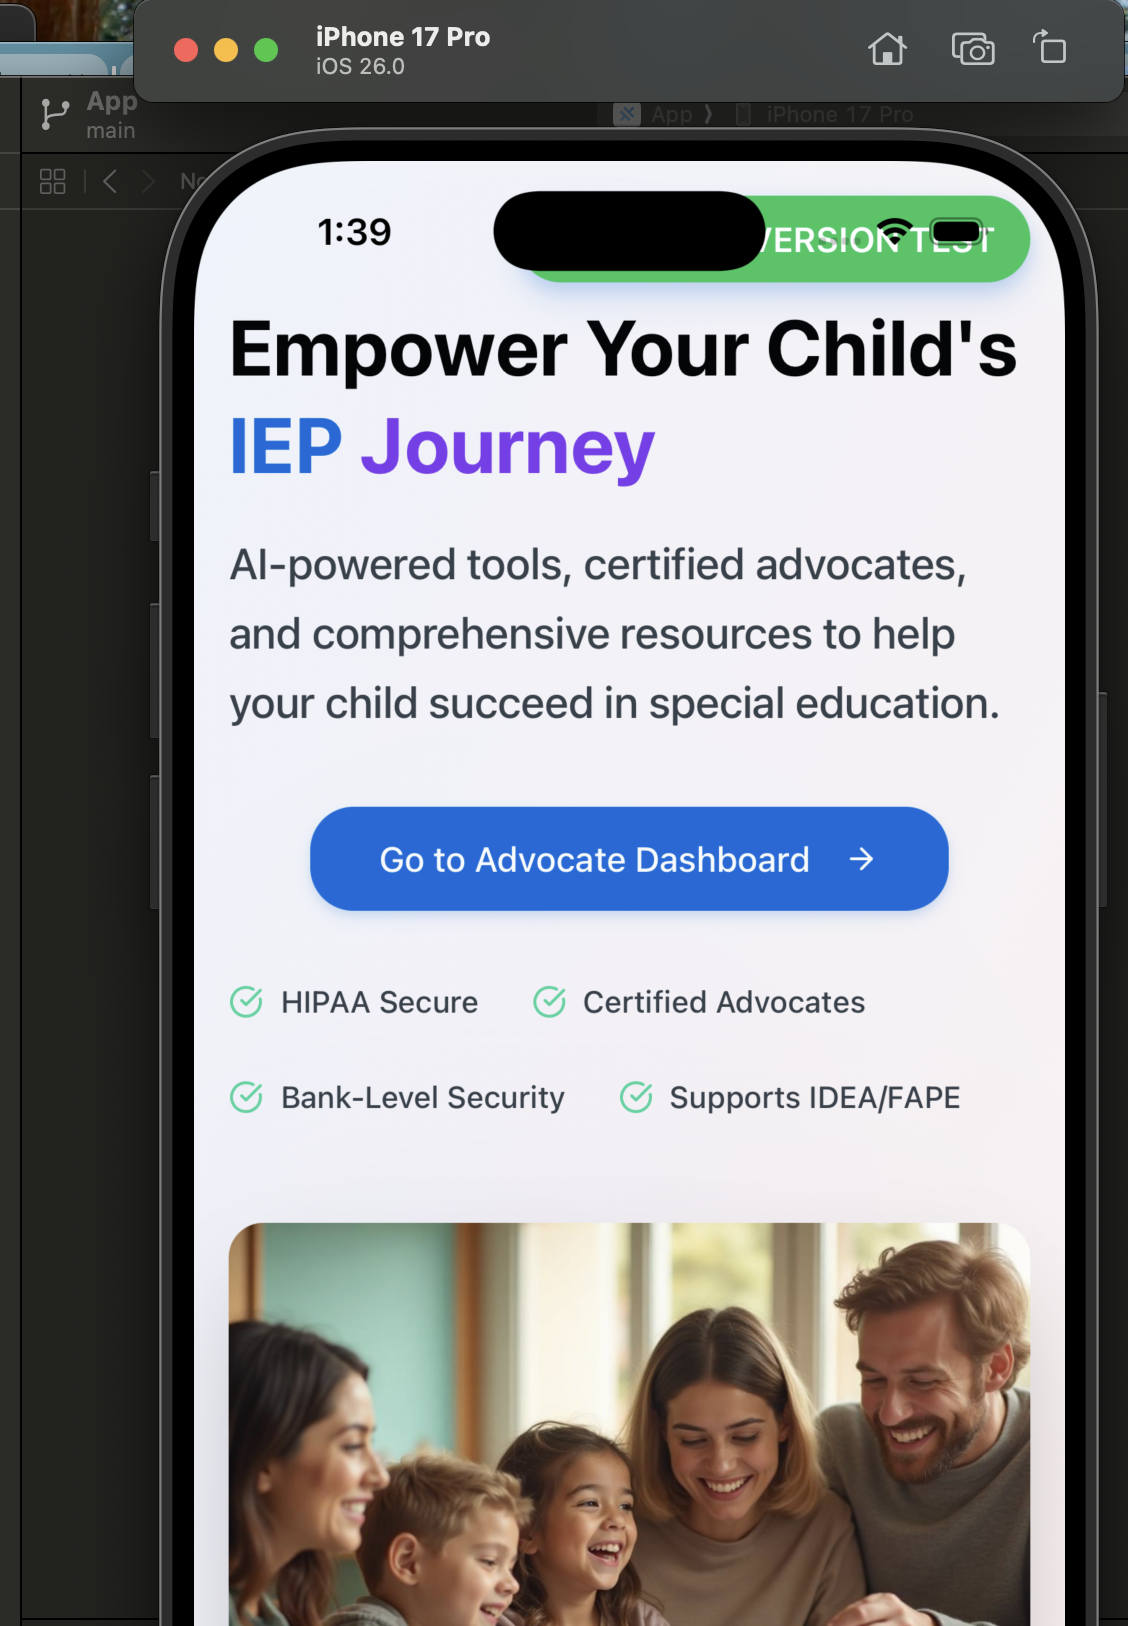 iPhone 17 Pro
iOS 26.0
App
main
App
iPhone 17 Pro
1:39
VERSION TEST
Empower Your Child's
IEP Journey
AI-powered tools, certified advocates,
and comprehensive resources to help
your child succeed in special education.
Go to Advocate Dashboard
HIPAA Secure
Certified Advocates
Bank-Level Security
Supports IDEA/FAPE